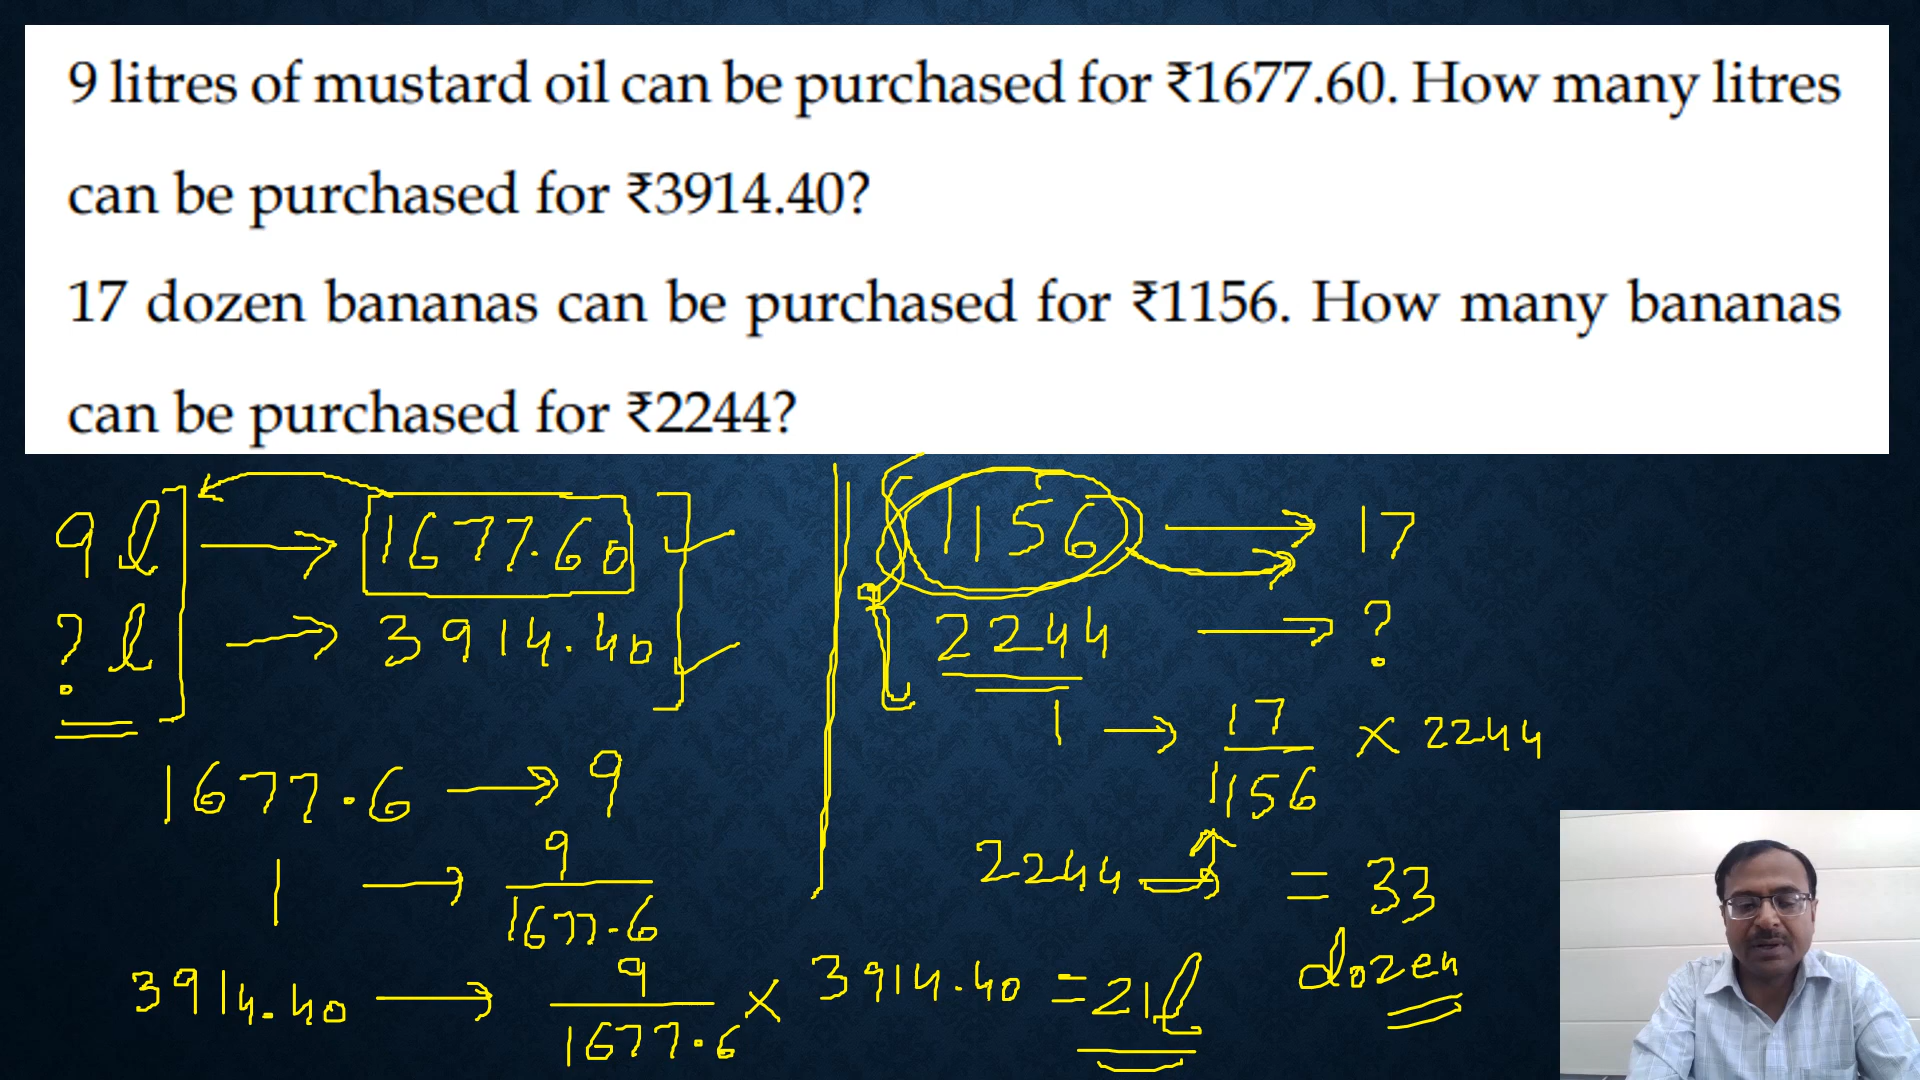 9 litres of mustard oil can be purchased for ₹1677.60. How many litres
can be purchased for ₹3914.40?
17 dozen bananas can be purchased for ₹1156. How many bananas
can be purchased for ₹2244?
9 l → 1677.60
? l → 3914.40
1677.6 → 9
1 → 9/1677.6
3914.40 → 9/1677.6 × 3914.40 = 21 l
1156 → 17
2244 → ?
1 → 17/1156 × 2244
2244 → = 33
dozen